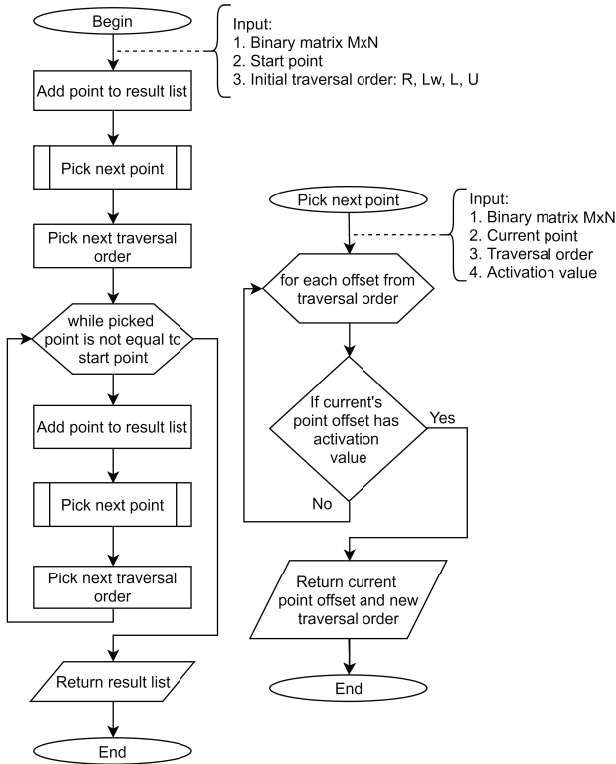 Begin
Input:
1. Binary matrix MxN
2. Start point
3. Initial traversal order: R, Lw, L, U
Add point to result list
Pick next point
Pick next traversal
order
while picked
point is not equal to
start point
Add point to result list
Pick next point
Pick next traversal
order
Return result list
End
Pick next point
Input:
1. Binary matrix MxN
2. Current point
3. Traversal order
4. Activation value
for each offset from
traversal order
If current's
point offset has
activation
value
Yes
No
Return current
point offset and new
traversal order
End